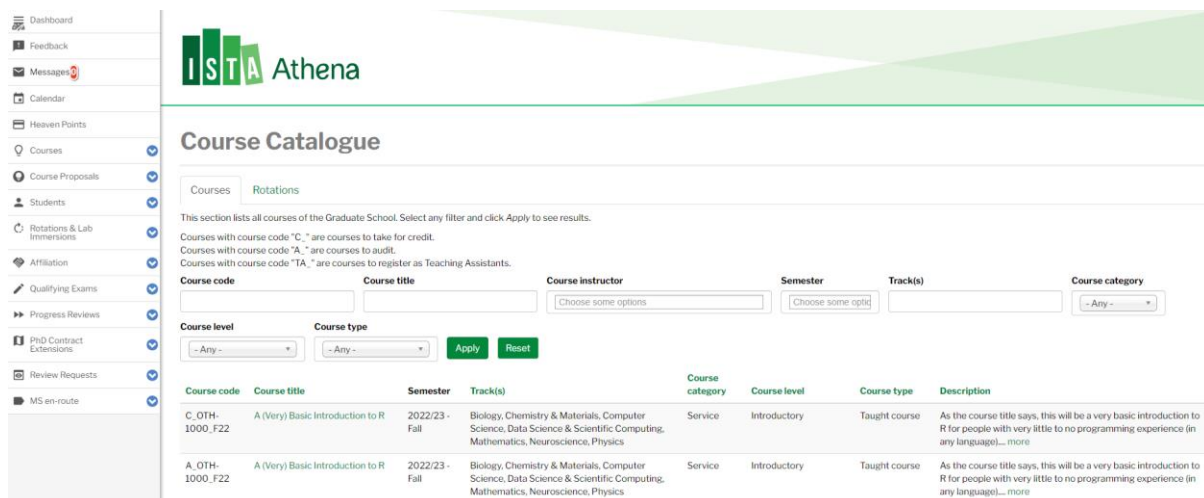 Dashboard
Feedback
Messages
Calendar
Heaven Points
Courses
Course Proposals
Students
Rotations & Lab
Immersions
Affiliation
Qualifying Exams
Progress Reviews
PhD Contract
Extensions
Review Requests
MS en-route
ISTA Athena
Course Catalogue
Courses Rotations
This section lists all courses of the Graduate School. Select any filter and click Apply to see results.
Courses with course code "C_" are courses to take for credit.
Courses with course code "A_" are courses to audit.
Courses with course code "TA_" are courses to register as Teaching Assistants.
Course code Course title Course instructor Semester Track(s) Course category
Choose some options Choose some optio - Any -
Course level Course type
- Any - - Any - Apply Reset
Course
Course code Course title Semester Track(s) category Course level Course type Description
C_OTH- A (Very) Basic Introduction to R 2022/23 - Biology, Chemistry & Materials, Computer Service Introductory Taught course As the course title says, this will be a very basic introduction to
1000_F22 Fall Science, Data Science & Scientific Computing, R for people with very little to no programming experience (in
Mathematics, Neuroscience, Physics any language).... more
A_OTH- A (Very) Basic Introduction to R 2022/23 - Biology, Chemistry & Materials, Computer Service Introductory Taught course As the course title says, this will be a very basic introduction to
1000_F22 Fall Science, Data Science & Scientific Computing, R for people with very little to no programming experience (in
Mathematics, Neuroscience, Physics any language).... more